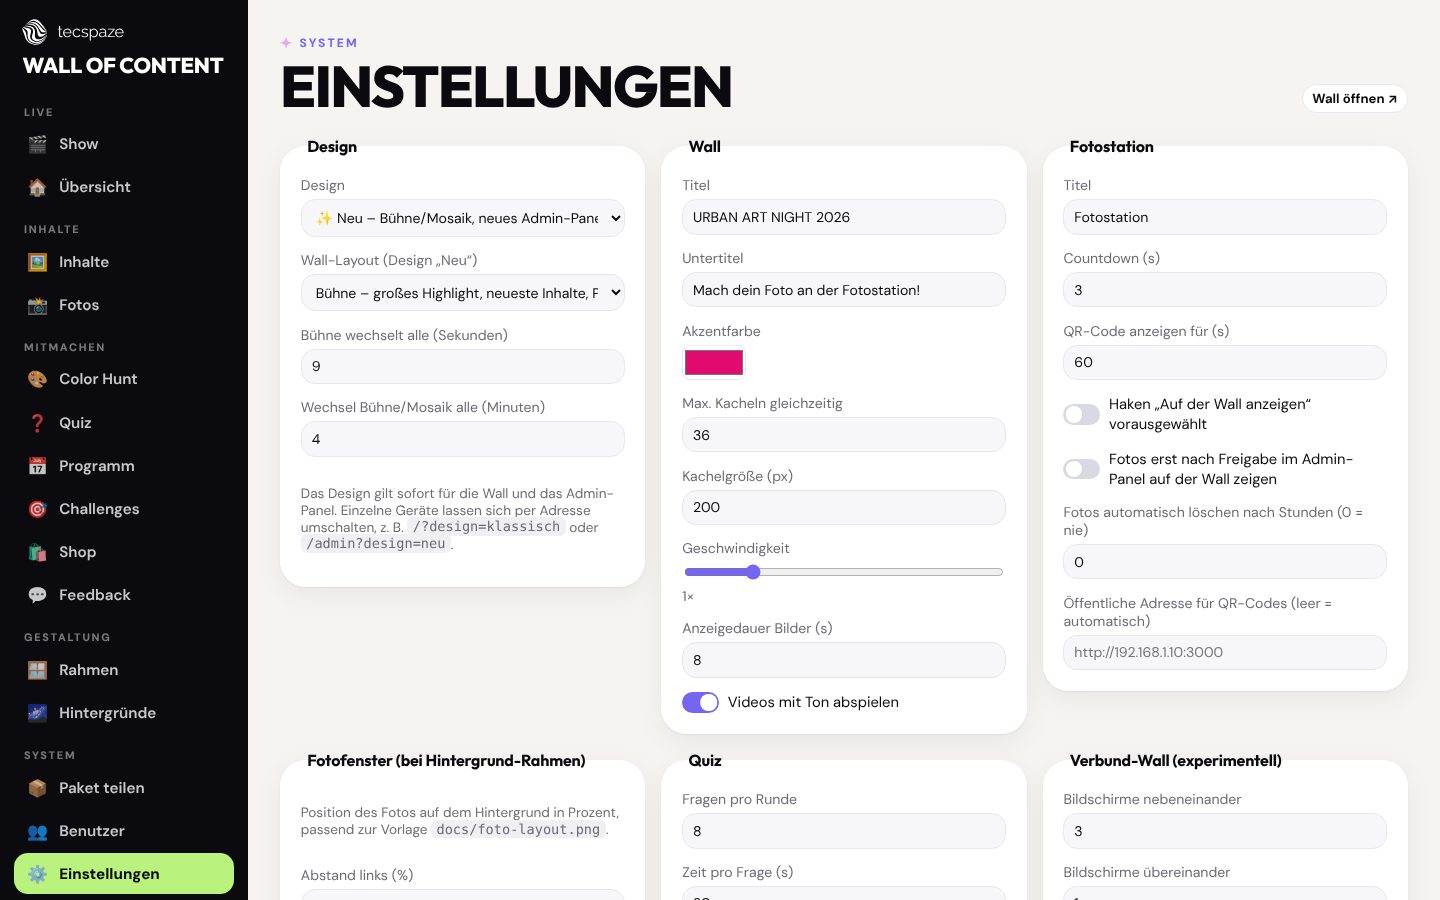 tecspaze
WALL OF CONTENT
LIVE
Show
Übersicht
INHALTE
Inhalte
Fotos
MITMACHEN
Color Hunt
Quiz
Programm
Challenges
Shop
Feedback
GESTALTUNG
Rahmen
Hintergründe
SYSTEM
Paket teilen
Benutzer
Einstellungen
SYSTEM
EINSTELLUNGEN
Wall öffnen ↗
Design
Design
✨ Neu – Bühne/Mosaik, neues Admin-Pane
Wall-Layout (Design „Neu“)
Bühne – großes Highlight, neueste Inhalte, F
Bühne wechselt alle (Sekunden)
9
Wechsel Bühne/Mosaik alle (Minuten)
4
Das Design gilt sofort für die Wall und das Admin-
Panel. Einzelne Geräte lassen sich per Adresse
umschalten, z. B. /?design=klassisch oder
/admin?design=neu.
Wall
Titel
URBAN ART NIGHT 2026
Untertitel
Mach dein Foto an der Fotostation!
Akzentfarbe
Max. Kacheln gleichzeitig
36
Kachelgröße (px)
200
Geschwindigkeit
1×
Anzeigedauer Bilder (s)
8
Videos mit Ton abspielen
Fotostation
Titel
Fotostation
Countdown (s)
3
QR-Code anzeigen für (s)
60
Haken „Auf der Wall anzeigen“
vorausgewählt
Fotos erst nach Freigabe im Admin-
Panel auf der Wall zeigen
Fotos automatisch löschen nach Stunden (0 =
nie)
0
Öffentliche Adresse für QR-Codes (leer =
automatisch)
http://192.168.1.10:3000
Fotofenster (bei Hintergrund-Rahmen)
Position des Fotos auf dem Hintergrund in Prozent,
passend zur Vorlage docs/foto-layout.png.
Abstand links (%)
Quiz
Fragen pro Runde
8
Zeit pro Frage (s)
Verbund-Wall (experimentell)
Bildschirme nebeneinander
3
Bildschirme übereinander